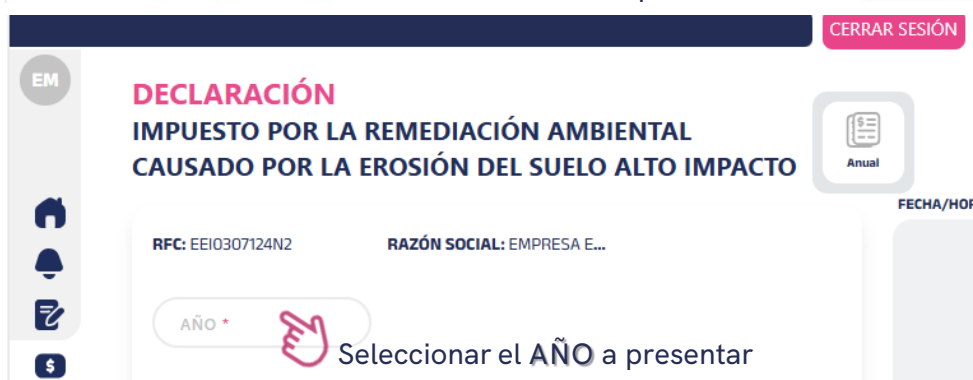 CERRAR SESIÓN
EM
DECLARACIÓN
IMPUESTO POR LA REMEDIACIÓN AMBIENTAL
CAUSADO POR LA EROSIÓN DEL SUELO ALTO IMPACTO
Anual
FECHA/HOR
RFC: EEI0307124N2 RAZÓN SOCIAL: EMPRESA E...
AÑO *
Seleccionar el AÑO a presentar